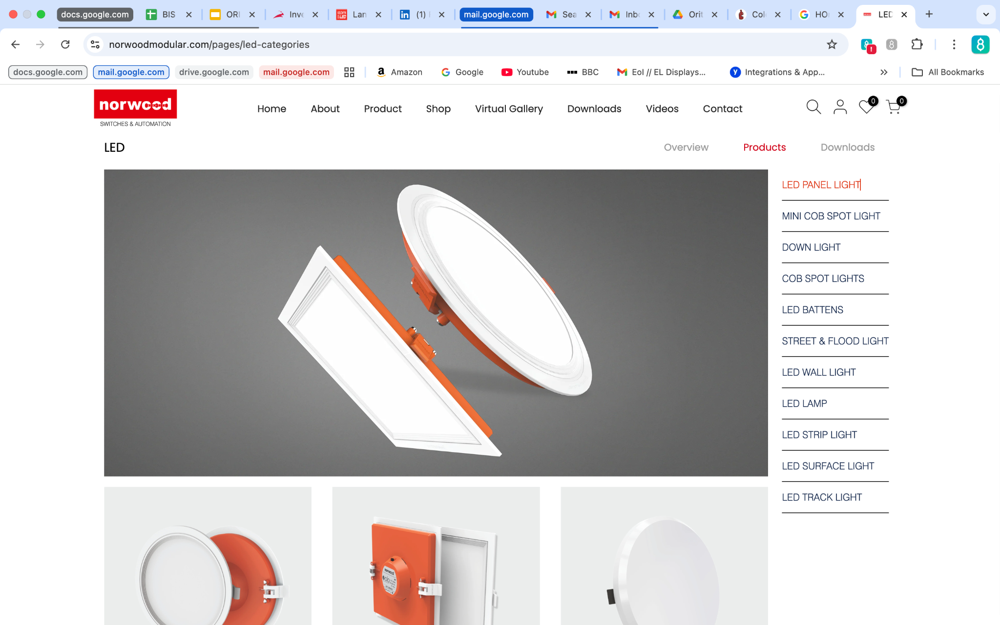 docs.google.com BIS ORI Inve Lan (1) mail.google.com Sea Inbo Orit Col HO LED
norwoodmodular.com/pages/led-categories
docs.google.com mail.google.com drive.google.com mail.google.com Amazon Google Youtube BBC EoI // EL Displays... Integrations & App... All Bookmarks
norwood
SWITCHES & AUTOMATION
Home About Product Shop Virtual Gallery Downloads Videos Contact 0 0
LED Overview Products Downloads
LED PANEL LIGHT
MINI COB SPOT LIGHT
DOWN LIGHT
COB SPOT LIGHTS
LED BATTENS
STREET & FLOOD LIGHT
LED WALL LIGHT
LED LAMP
LED STRIP LIGHT
LED SURFACE LIGHT
LED TRACK LIGHT
norwood